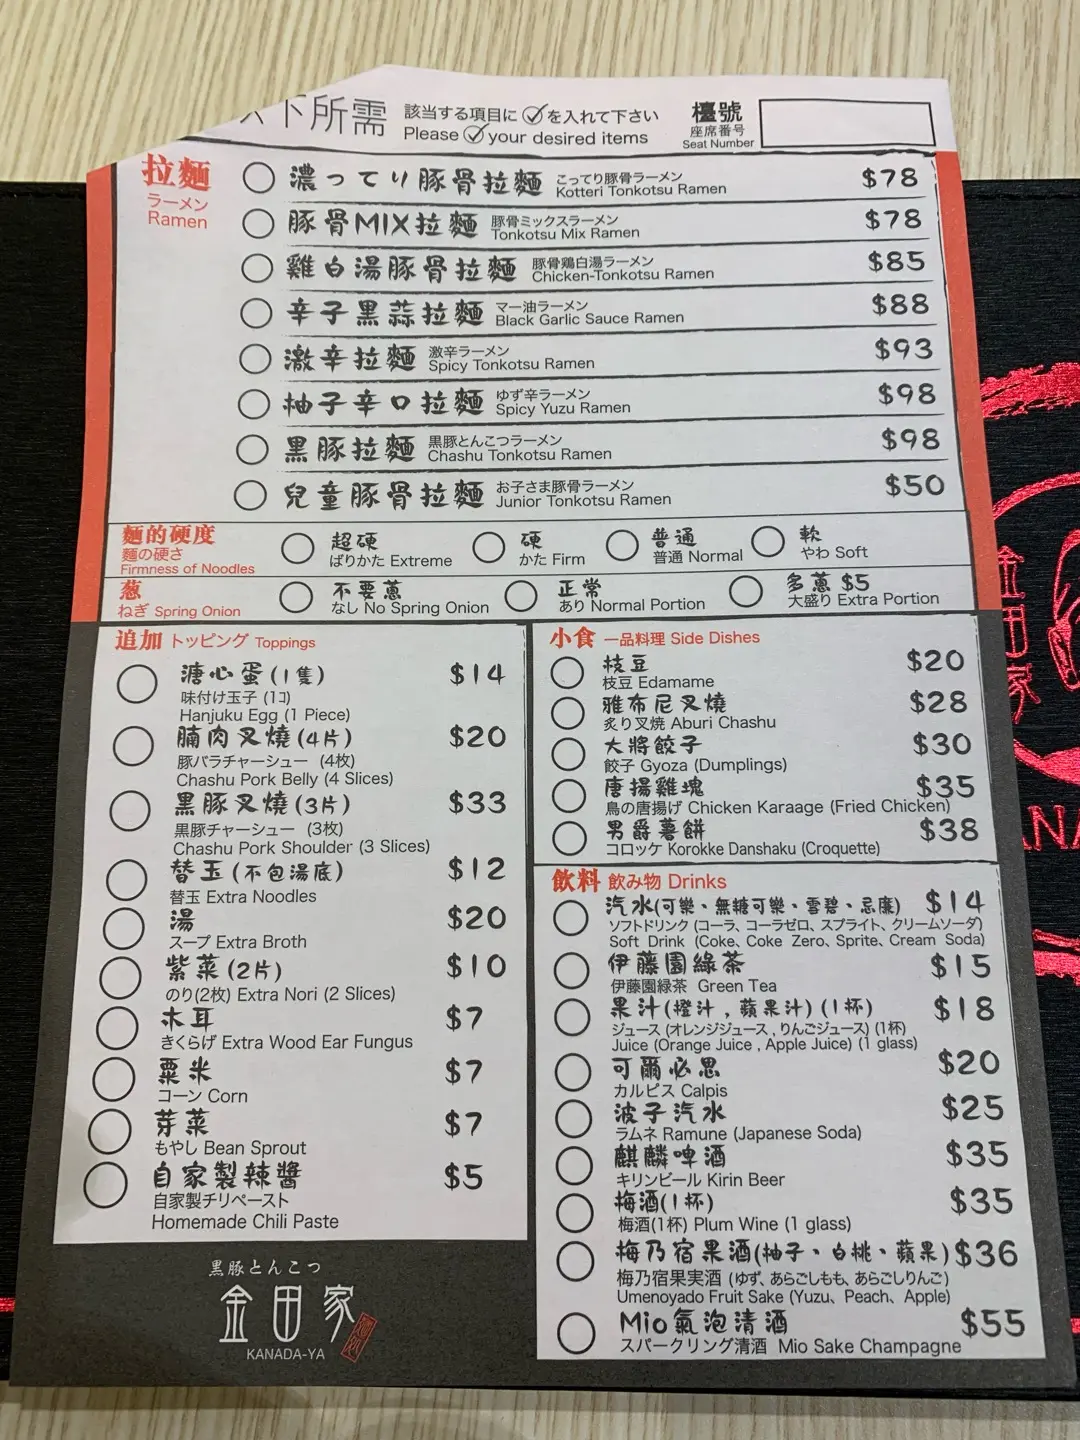 下所需
該当する項目に を入れて下さい
Please your desired items
檯號
座席番号
Seat Number
拉麵
ラーメン
Ramen
濃ってり豚骨拉麵 こってり豚骨ラーメン $78
Kotteri Tonkotsu Ramen
豚骨MIX拉麵 豚骨ミックスラーメン $78
Tonkotsu Mix Ramen
雞白湯豚骨拉麵 豚骨鶏白湯ラーメン $85
Chicken-Tonkotsu Ramen
辛子黑蒜拉麵 マー油ラーメン $88
Black Garlic Sauce Ramen
激辛拉麵 激辛ラーメン $93
Spicy Tonkotsu Ramen
柚子辛口拉麵 ゆず辛ラーメン $98
Spicy Yuzu Ramen
黑豚拉麵 黒豚とんこつラーメン $98
Chashu Tonkotsu Ramen
兒童豚骨拉麵 お子さま豚骨ラーメン $50
Junior Tonkotsu Ramen
麵的硬度
麺の硬さ
Firmness of Noodles
超硬
ばりかた Extreme
硬
かた Firm
普通
普通 Normal
軟
やわ Soft
葱
ねぎ Spring Onion
不要蔥
なし No Spring Onion
正常
あり Normal Portion
多蔥 $5
大盛り Extra Portion
追加 トッピング Toppings
溏心蛋(1隻) $14
味付け玉子 (1コ)
Hanjuku Egg (1 Piece)
腩肉叉燒(4片) $20
豚バラチャーシュー (4枚)
Chashu Pork Belly (4 Slices)
黑豚叉燒(3片) $33
黒豚チャーシュー (3枚)
Chashu Pork Shoulder (3 Slices)
替玉(不包湯底) $12
替玉 Extra Noodles
湯 $20
スープ Extra Broth
紫菜(2片) $10
のり(2枚) Extra Nori (2 Slices)
木耳 $7
きくらげ Extra Wood Ear Fungus
粟米 $7
コーン Corn
芽菜 $7
もやし Bean Sprout
自家製辣醬 $5
自家製チリペースト
Homemade Chili Paste
黒豚とんこつ
金田家
KANADA-YA
小食 一品料理 Side Dishes
枝豆 $20
枝豆 Edamame
雅布尼叉燒 $28
炙り叉焼 Aburi Chashu
大將餃子 $30
餃子 Gyoza (Dumplings)
唐揚雞塊 $35
鳥の唐揚げ Chicken Karaage (Fried Chicken)
男爵薯餅 $38
コロッケ Korokke Danshaku (Croquette)
飲料 飲み物 Drinks
汽水(可樂、無糖可樂、雪碧、忌廉) $14
ソフトドリンク (コーラ、コーラゼロ、スプライト、クリームソーダ)
Soft Drink (Coke, Coke Zero, Sprite, Cream Soda)
伊藤園綠茶 $15
伊藤園緑茶 Green Tea
果汁(橙汁,蘋果汁)(1杯) $18
ジュース (オレンジジュース , りんごジュース) (1杯)
Juice (Orange Juice , Apple Juice) (1 glass)
可爾必思 $20
カルピス Calpis
波子汽水 $25
ラムネ Ramune (Japanese Soda)
麒麟啤酒 $35
キリンビール Kirin Beer
梅酒(1杯) $35
梅酒(1杯) Plum Wine (1 glass)
梅乃宿果酒(柚子、白桃、蘋果) $36
梅乃宿果実酒 (ゆず、あらごしもも、あらごしりんご)
Umenoyado Fruit Sake (Yuzu, Peach, Apple)
Mio氣泡清酒 $55
スパークリング清酒 Mio Sake Champagne
金田家